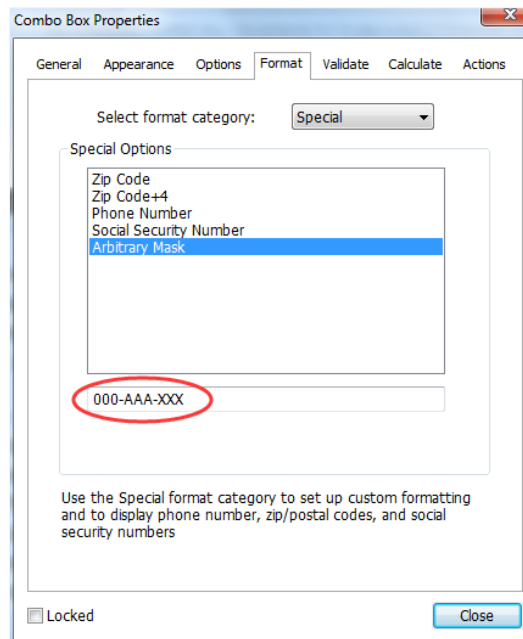 Combo Box Properties
General Appearance Options Format Validate Calculate Actions
Select format category: Special
Special Options
Zip Code
Zip Code+4
Phone Number
Social Security Number
Arbitrary Mask
000-AAA-XXX
Use the Special format category to set up custom formatting
and to display phone number, zip/postal codes, and social
security numbers
Locked
Close